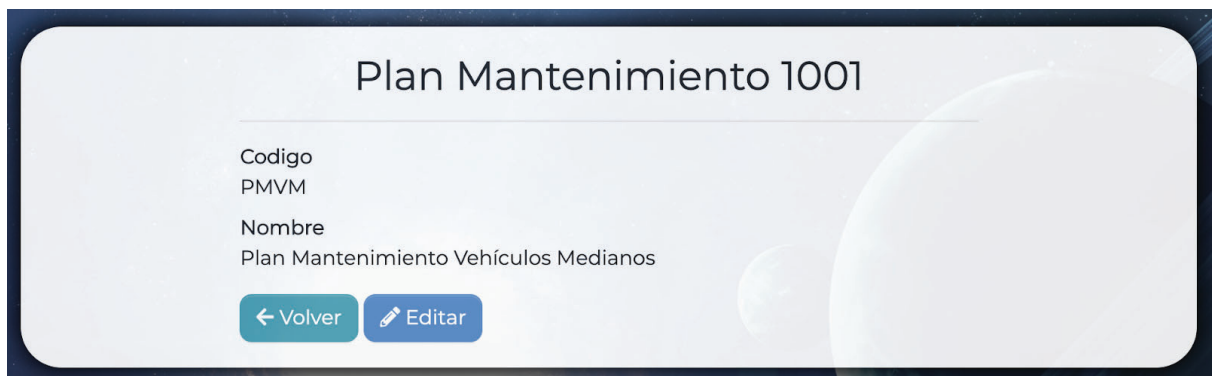 Plan Mantenimiento 1001
Codigo
PMVM
Nombre
Plan Mantenimiento Vehículos Medianos
Volver Editar